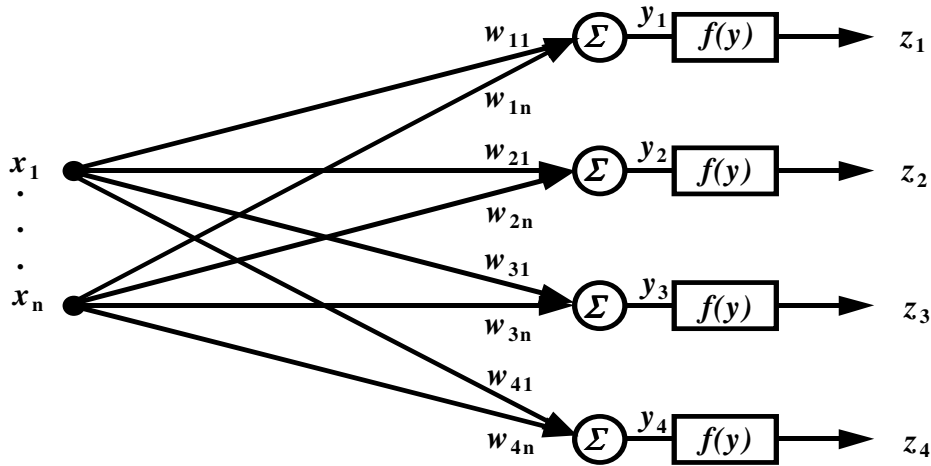 w11 Σ y1 f(y) z1
w1n
x1 w21 Σ y2 f(y) z2
.
. w2n
. w31
xn Σ y3 f(y) z3
w3n
w41
w4n Σ y4 f(y) z4